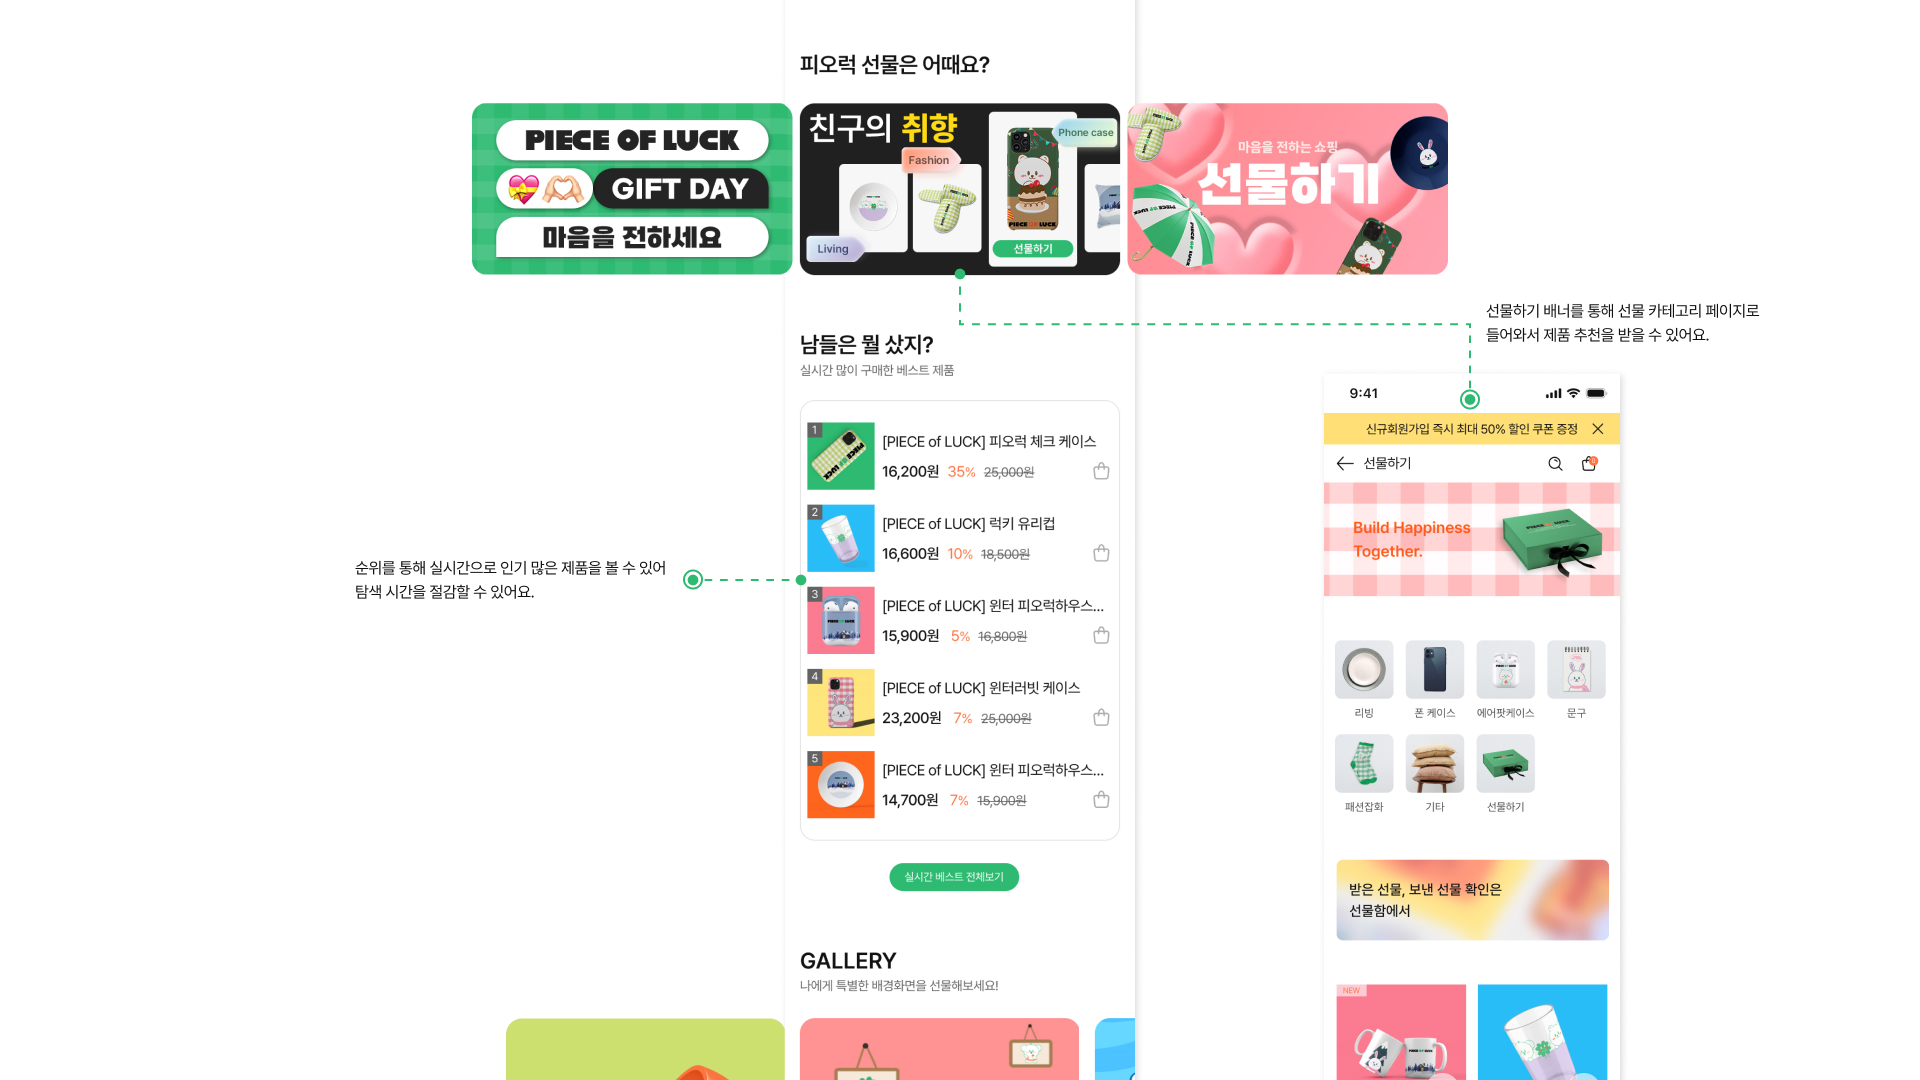 피오럭 선물은 어때요?
PIECE OF LUCK
GIFT DAY
마음을 전하세요
친구의 취향
Phone case
Fashion
Living
PIECE OF LUCK
선물하기
마음을 전하는 쇼핑
선물하기
선물하기 배너를 통해 선물 카테고리 페이지로
들어와서 제품 추천을 받을 수 있어요.
남들은 뭘 샀지?
실시간 많이 구매한 베스트 제품
1
[PIECE of LUCK] 피오럭 체크 케이스
16,200원 35% 25,000원
2
[PIECE of LUCK] 럭키 유리컵
16,600원 10% 18,500원
3
[PIECE of LUCK] 윈터 피오럭하우스...
15,900원 5% 16,800원
4
[PIECE of LUCK] 윈터러빗 케이스
23,200원 7% 25,000원
5
[PIECE of LUCK] 윈터 피오럭하우스...
14,700원 7% 15,900원
실시간 베스트 전체보기
순위를 통해 실시간으로 인기 많은 제품을 볼 수 있어
탐색 시간을 절감할 수 있어요.
GALLERY
나에게 특별한 배경화면을 선물해보세요!
9:41
신규회원가입 즉시 최대 50% 할인 쿠폰 증정
선물하기
Build Happiness
Together.
PIECE OF LUCK
리빙
폰 케이스
에어팟케이스
문구
패션잡화
기타
선물하기
받은 선물, 보낸 선물 확인은
선물함에서
NEW
PIECE OF LUCK